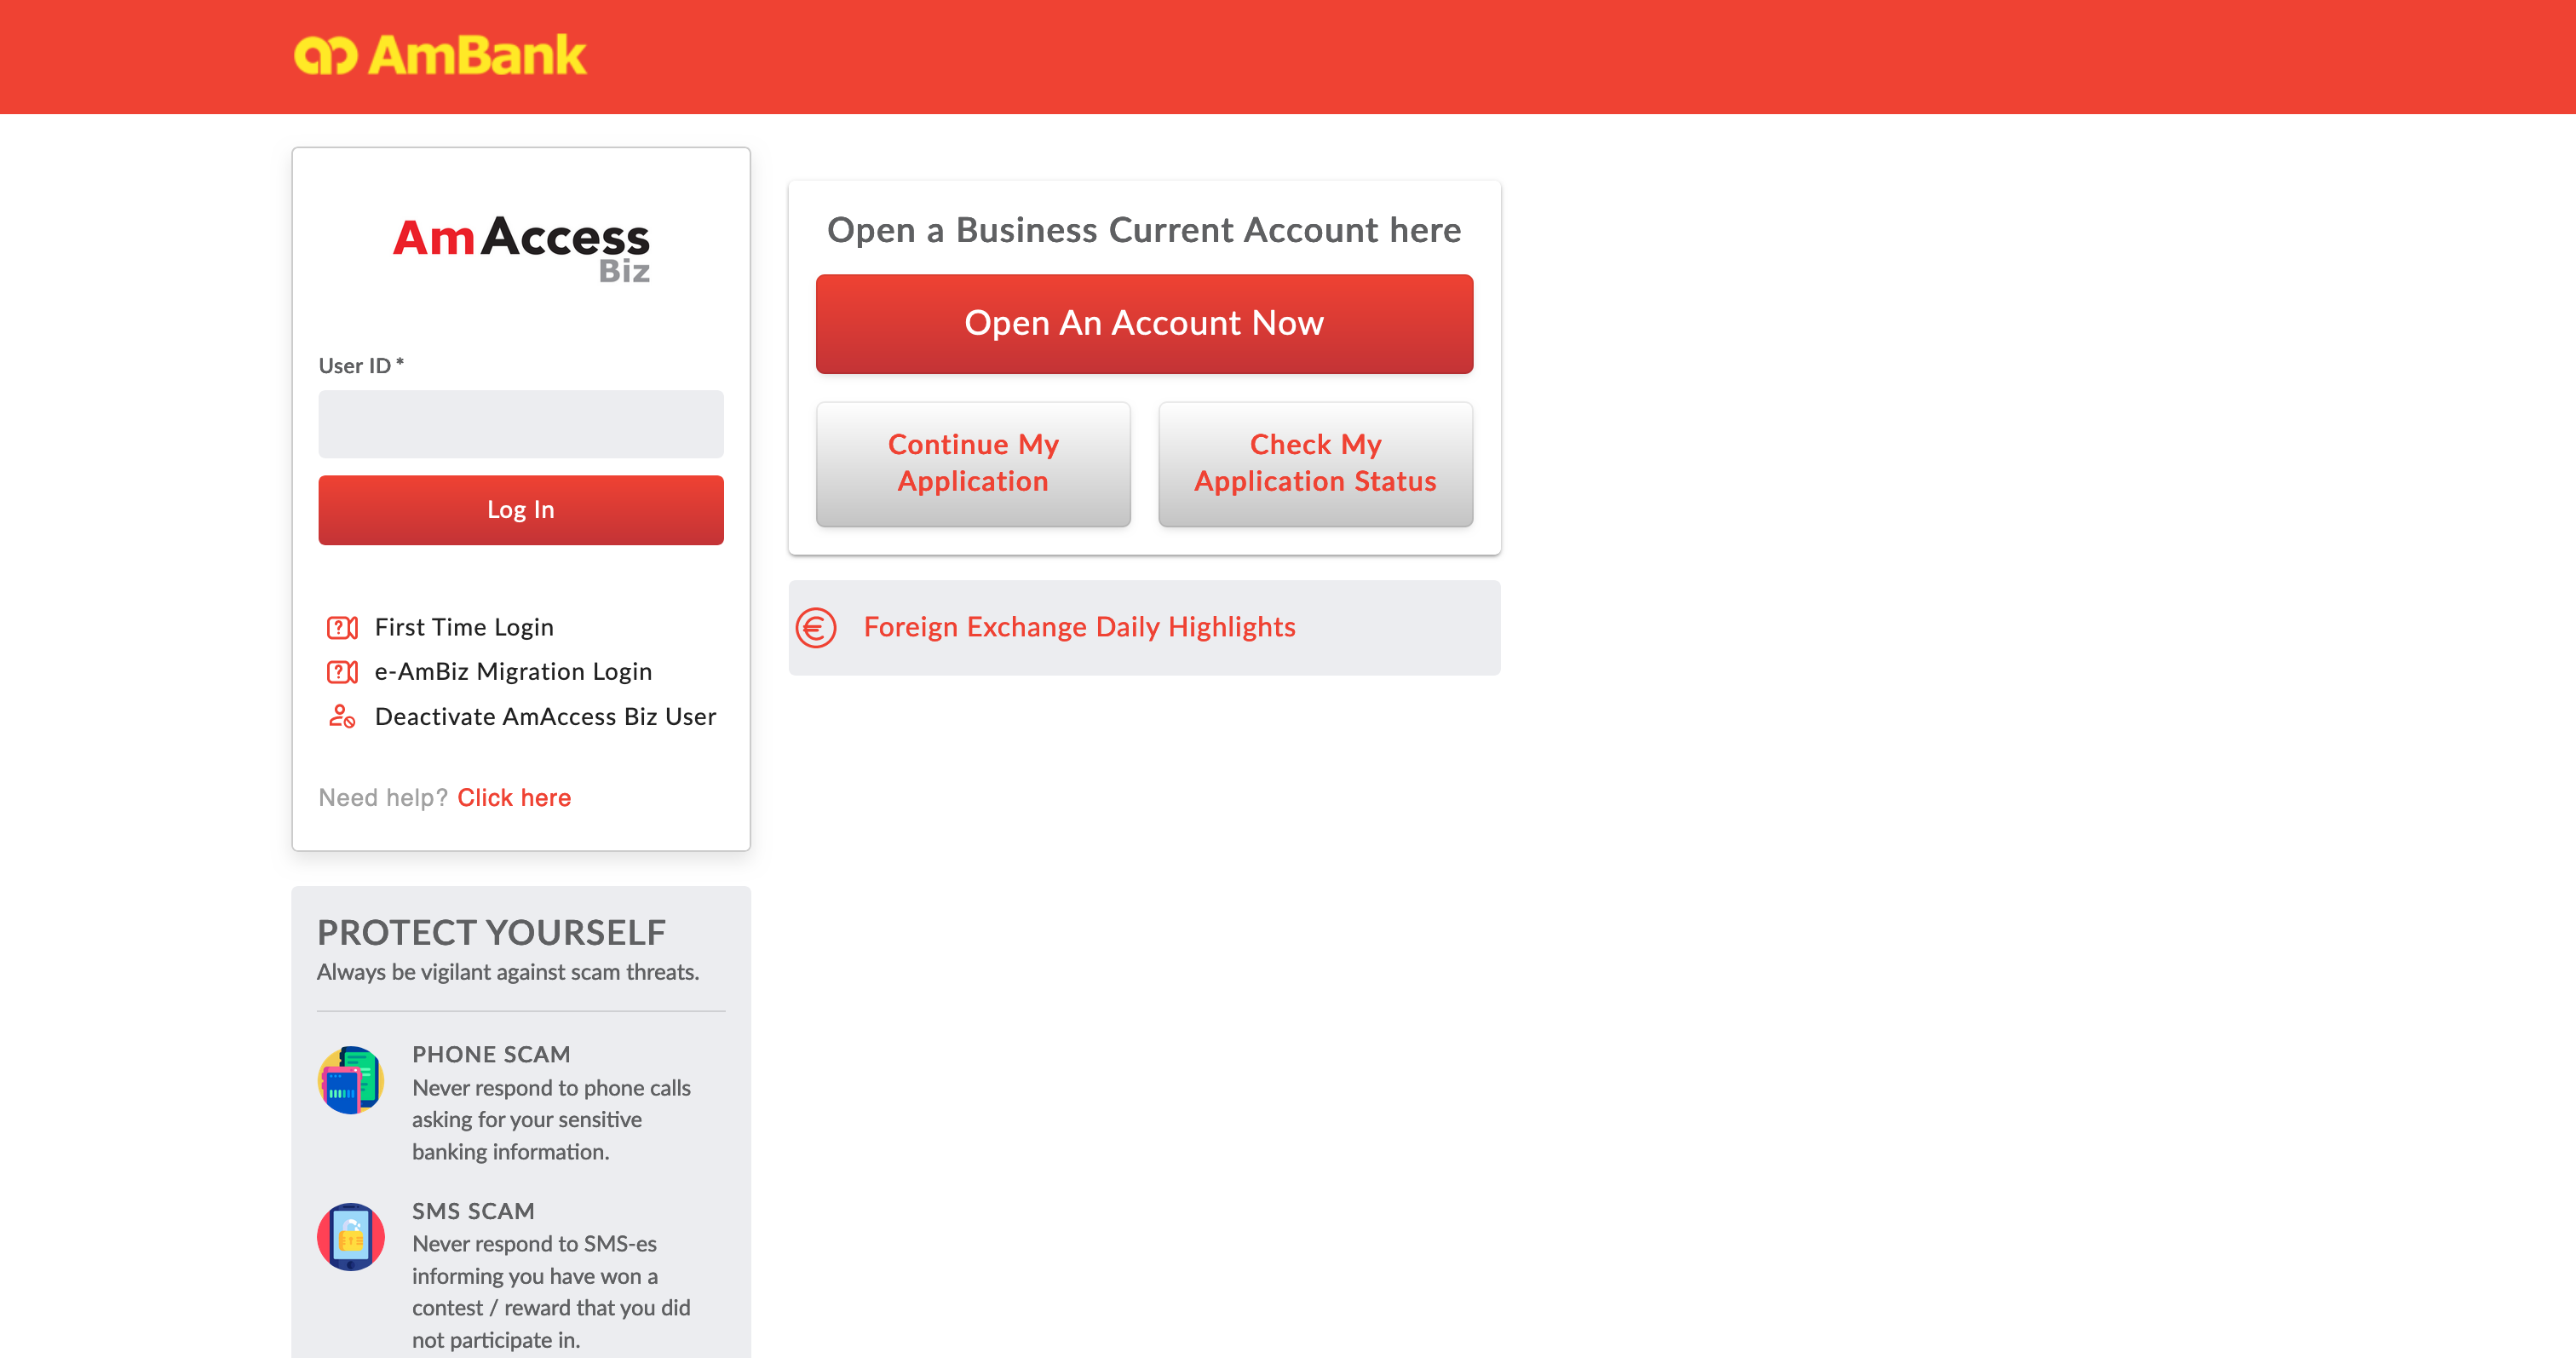 AmBank
AmAccess
Biz
User ID *
Log In
First Time Login
e-AmBiz Migration Login
Deactivate AmAccess Biz User
Need help? Click here
Open a Business Current Account here
Open An Account Now
Continue My
Application
Check My
Application Status
Foreign Exchange Daily Highlights
PROTECT YOURSELF
Always be vigilant against scam threats.
PHONE SCAM
Never respond to phone calls
asking for your sensitive
banking information.
SMS SCAM
Never respond to SMS-es
informing you have won a
contest / reward that you did
not participate in.